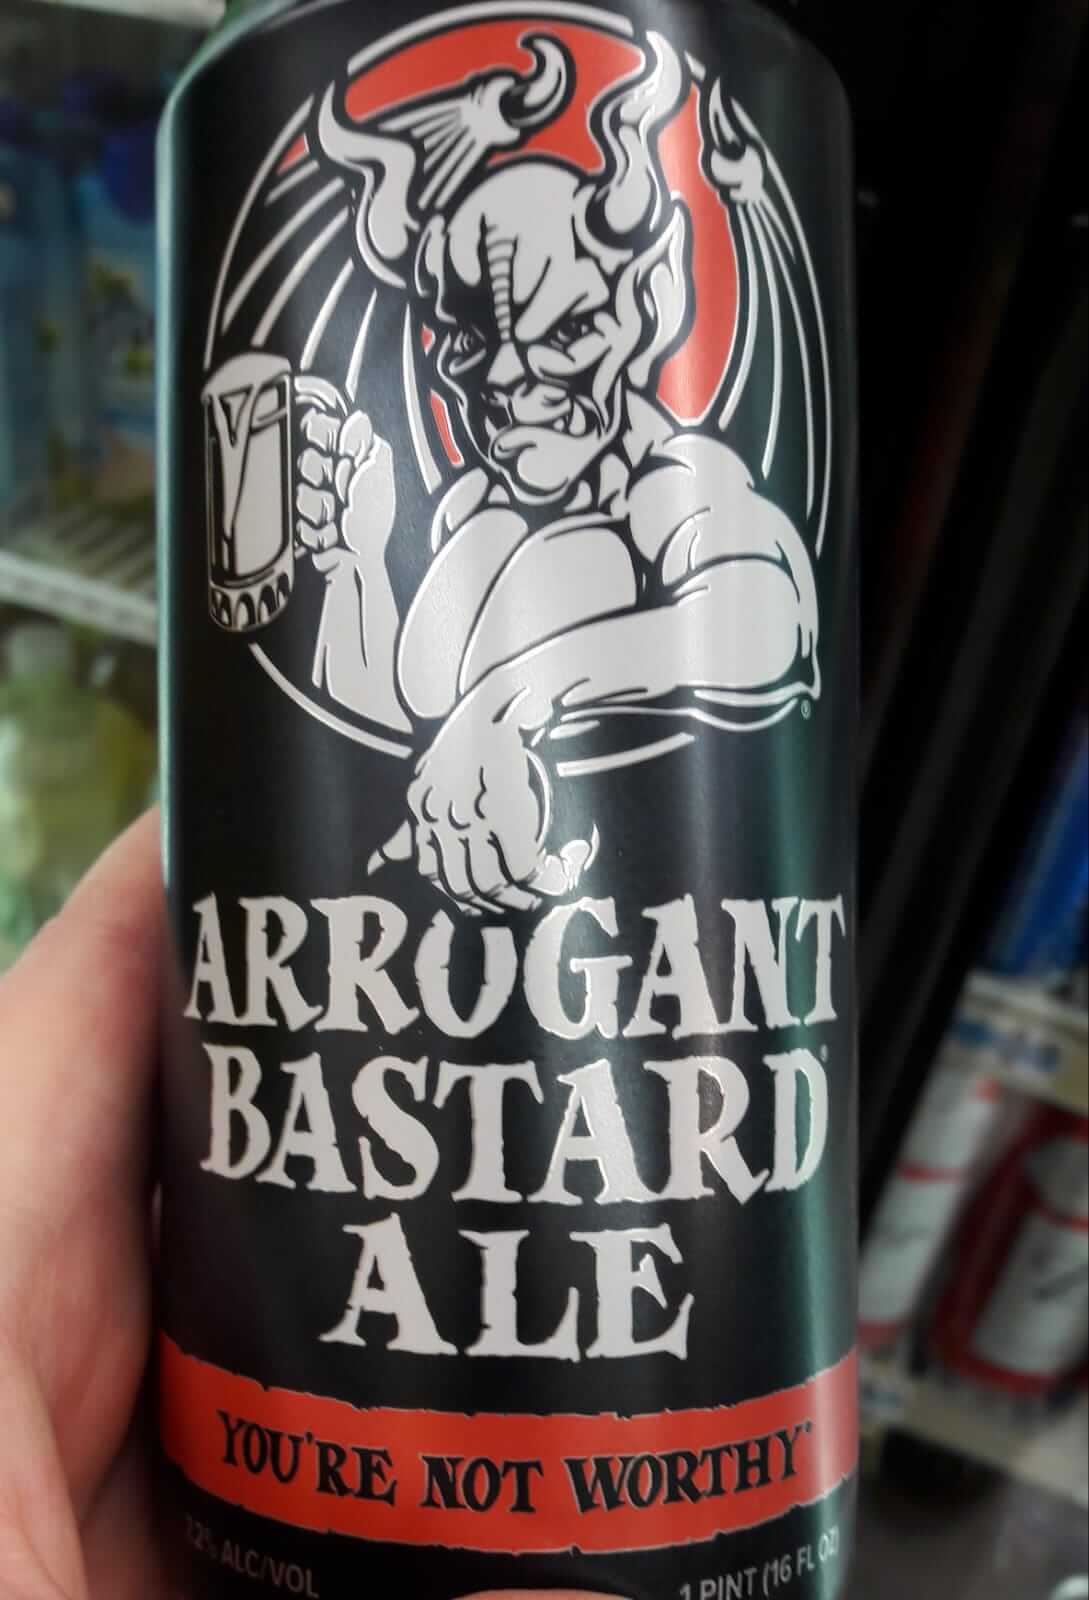 ARROGANT
BASTARD®
ALE
YOU'RE NOT WORTHY®
ALC/VOL
1 PINT (16 FL OZ)
®